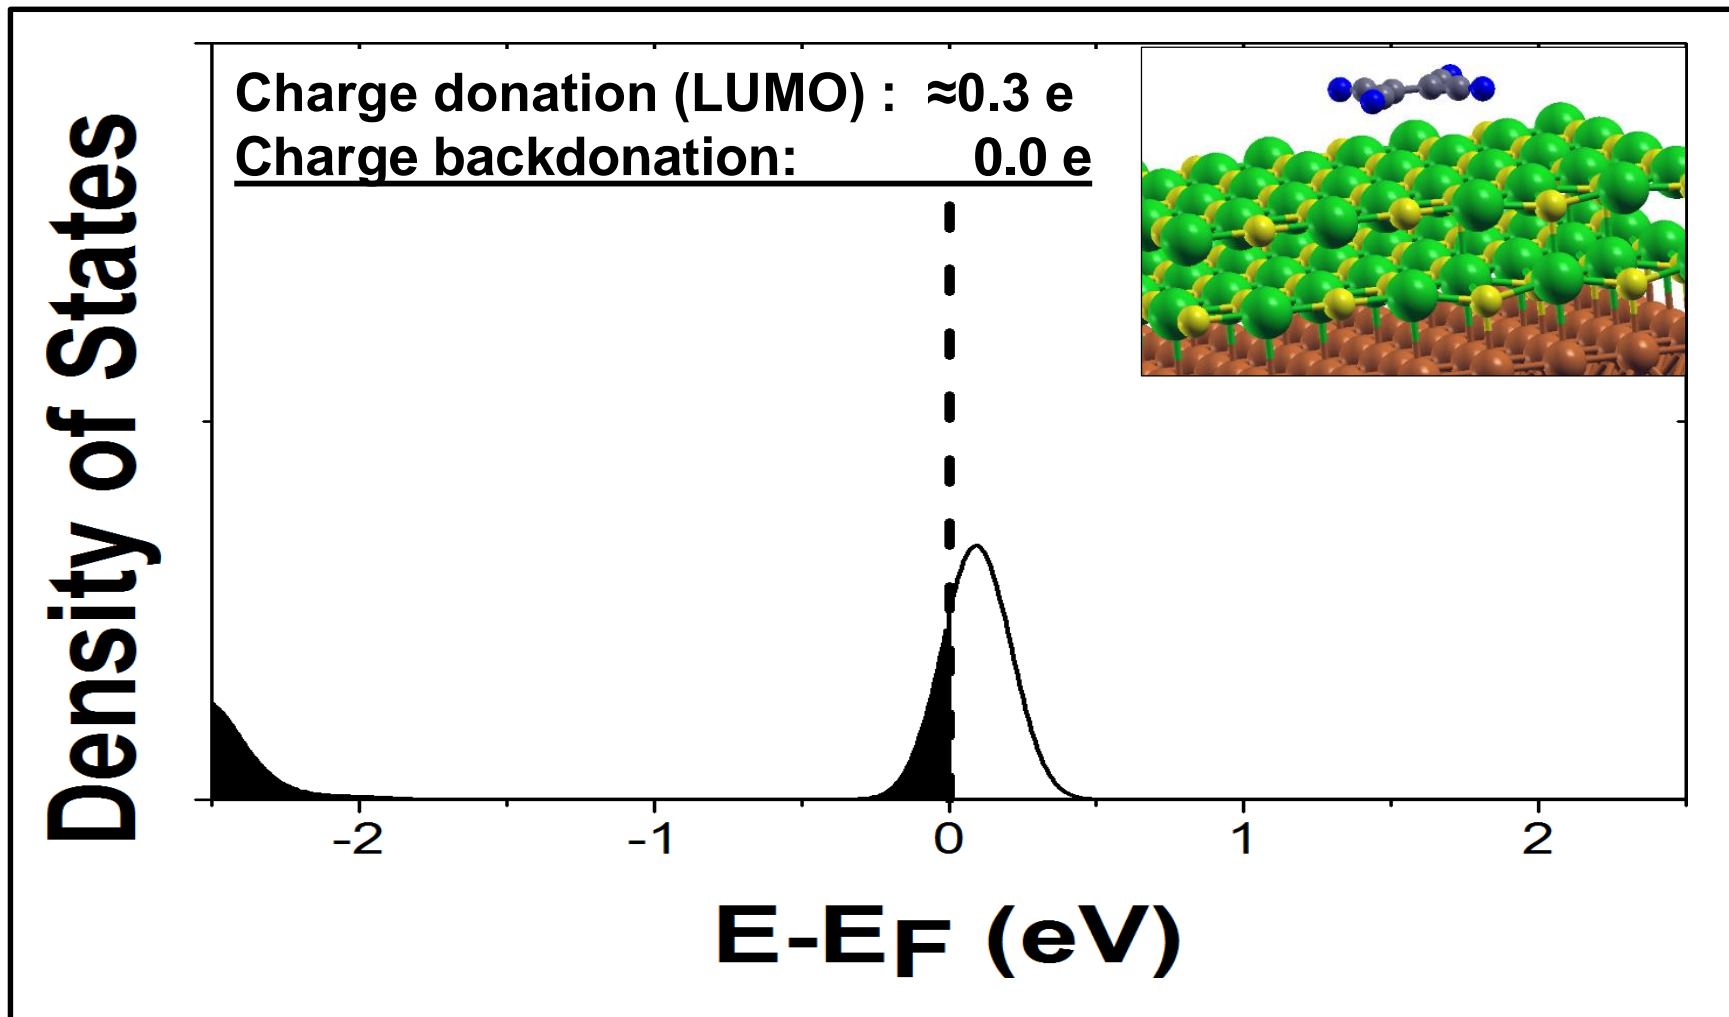 Charge donation (LUMO) : ≈0.3 e
Charge backdonation: 0.0 e
Density of States
-2 -1 0 1 2
E-EF (eV)